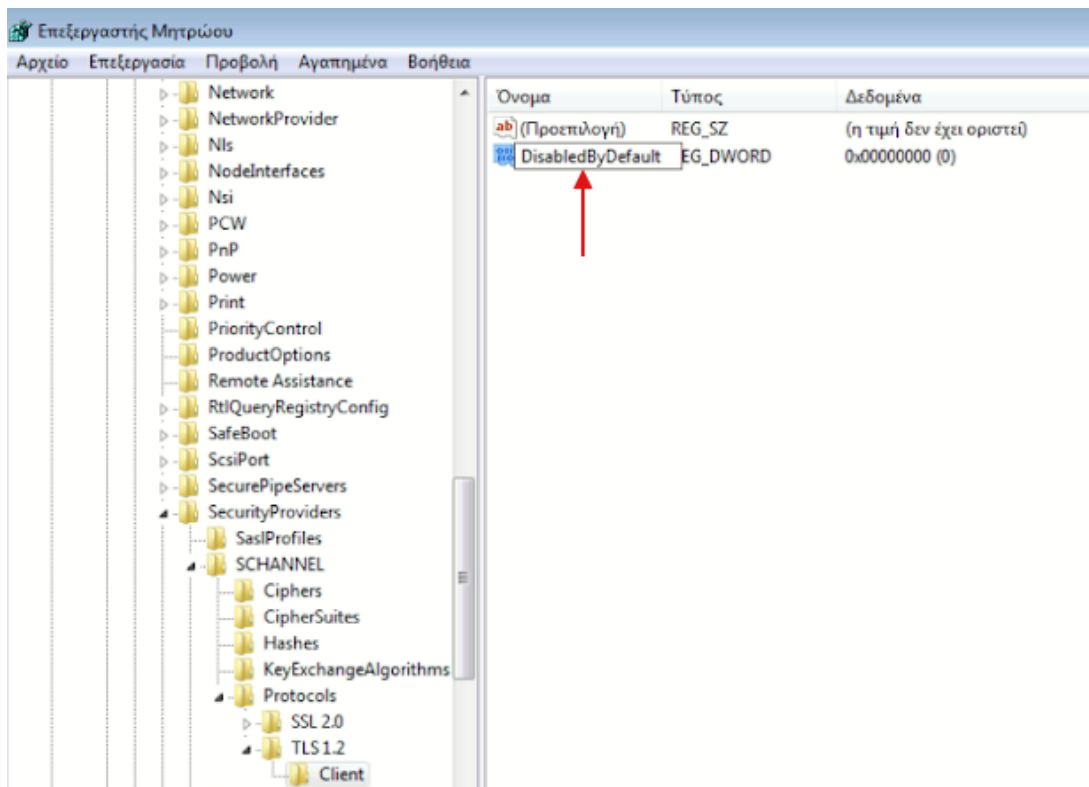 Επεξεργαστής Μητρώου
Αρχείο Επεξεργασία Προβολή Αγαπημένα Βοήθεια
Network
NetworkProvider
Nls
NodeInterfaces
Nsi
PCW
PnP
Power
Print
PriorityControl
ProductOptions
Remote Assistance
RtlQueryRegistryConfig
SafeBoot
ScsiPort
SecurePipeServers
SecurityProviders
SaslProfiles
SCHANNEL
Ciphers
CipherSuites
Hashes
KeyExchangeAlgorithms
Protocols
SSL 2.0
TLS 1.2
Client
Όνομα Τύπος Δεδομένα
(Προεπιλογή) REG_SZ (η τιμή δεν έχει οριστεί)
DisabledByDefault EG_DWORD 0x00000000 (0)